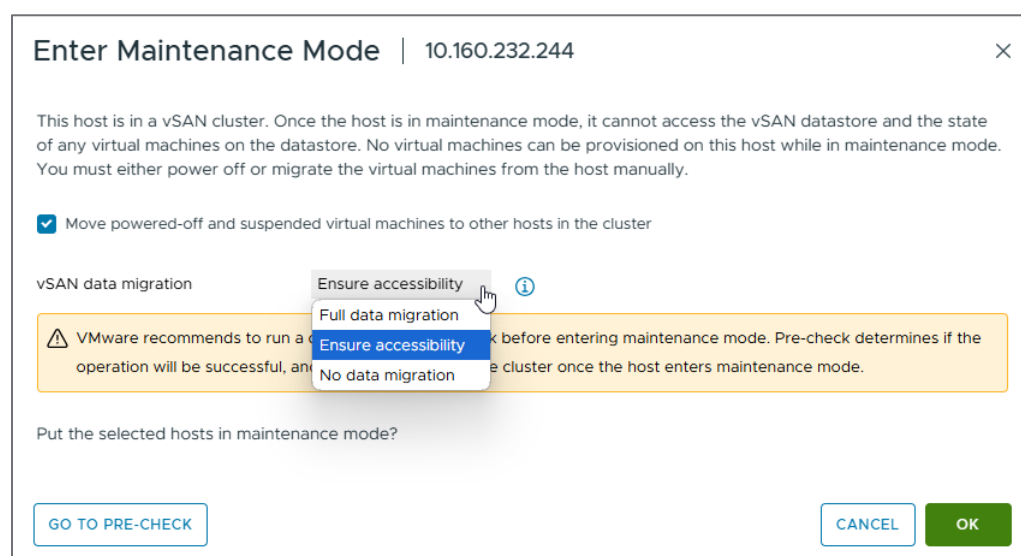 Enter Maintenance Mode | 10.160.232.244
This host is in a vSAN cluster. Once the host is in maintenance mode, it cannot access the vSAN datastore and the state
of any virtual machines on the datastore. No virtual machines can be provisioned on this host while in maintenance mode.
You must either power off or migrate the virtual machines from the host manually.
Move powered-off and suspended virtual machines to other hosts in the cluster
vSAN data migration
Ensure accessibility
Full data migration
Ensure accessibility
No data migration
VMware recommends to run a before entering maintenance mode. Pre-check determines if the
operation will be successful, cluster once the host enters maintenance mode.
Put the selected hosts in maintenance mode?
GO TO PRE-CHECK
CANCEL
OK